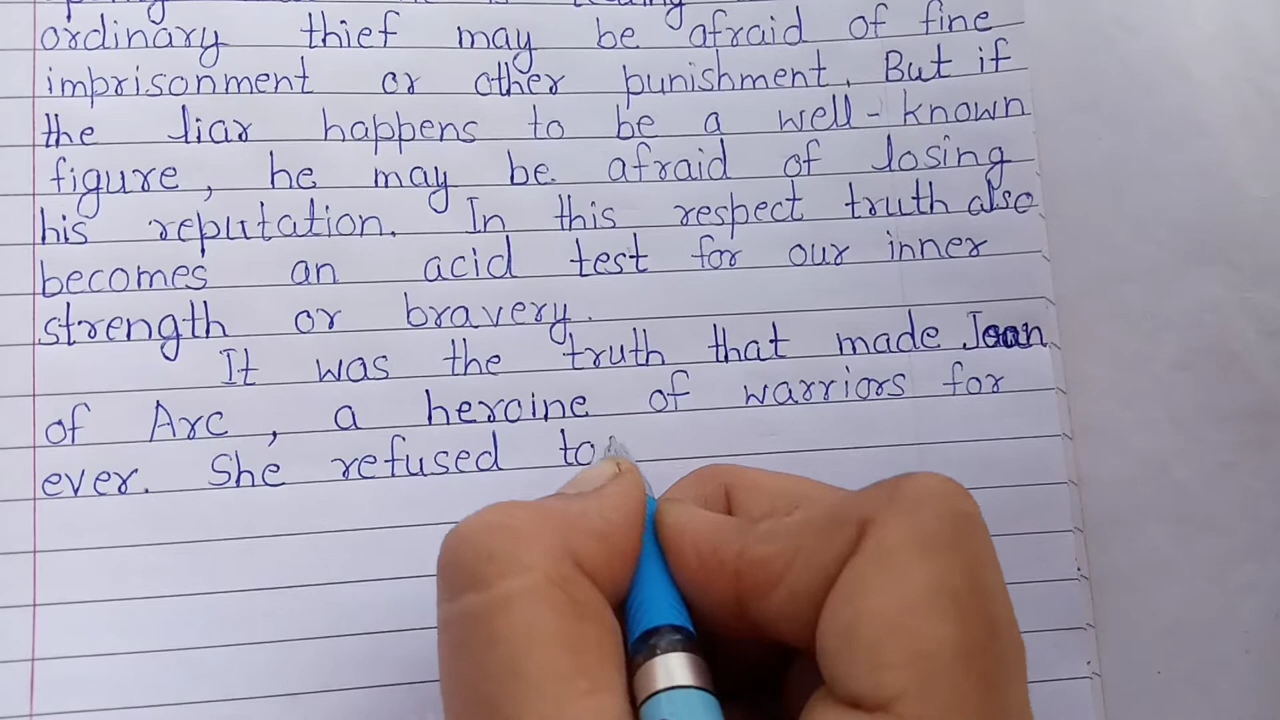 ordinary thief may be afraid of fine
imprisonment or other punishment. But if
the liar happens to be a well-known
figure, he may be afraid of losing
his reputation. In this respect truth also
becomes an acid test for our inner
strength or bravery.
It was the truth that made Joan
of Arc, a heroine of warriors for
ever. She refused to